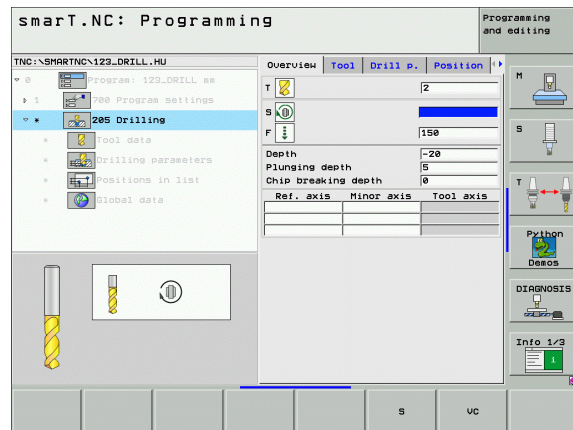 smarT.NC: Programming
Programming
and editing
TNC:\SMARTNC\123_DRILL.HU
0 Program: 123_DRILL mm
1 700 Program settings
* 205 Drilling
* Tool data
* Drilling parameters
* Positions in list
* Global data
Overview Tool Drill p. Position
T 2
S
F 150
Depth -20
Plunging depth 5
Chip breaking depth 0
Ref. axis Minor axis Tool axis
M
S
T
Python
Demos
DIAGNOSIS
Info 1/3
1
S VC